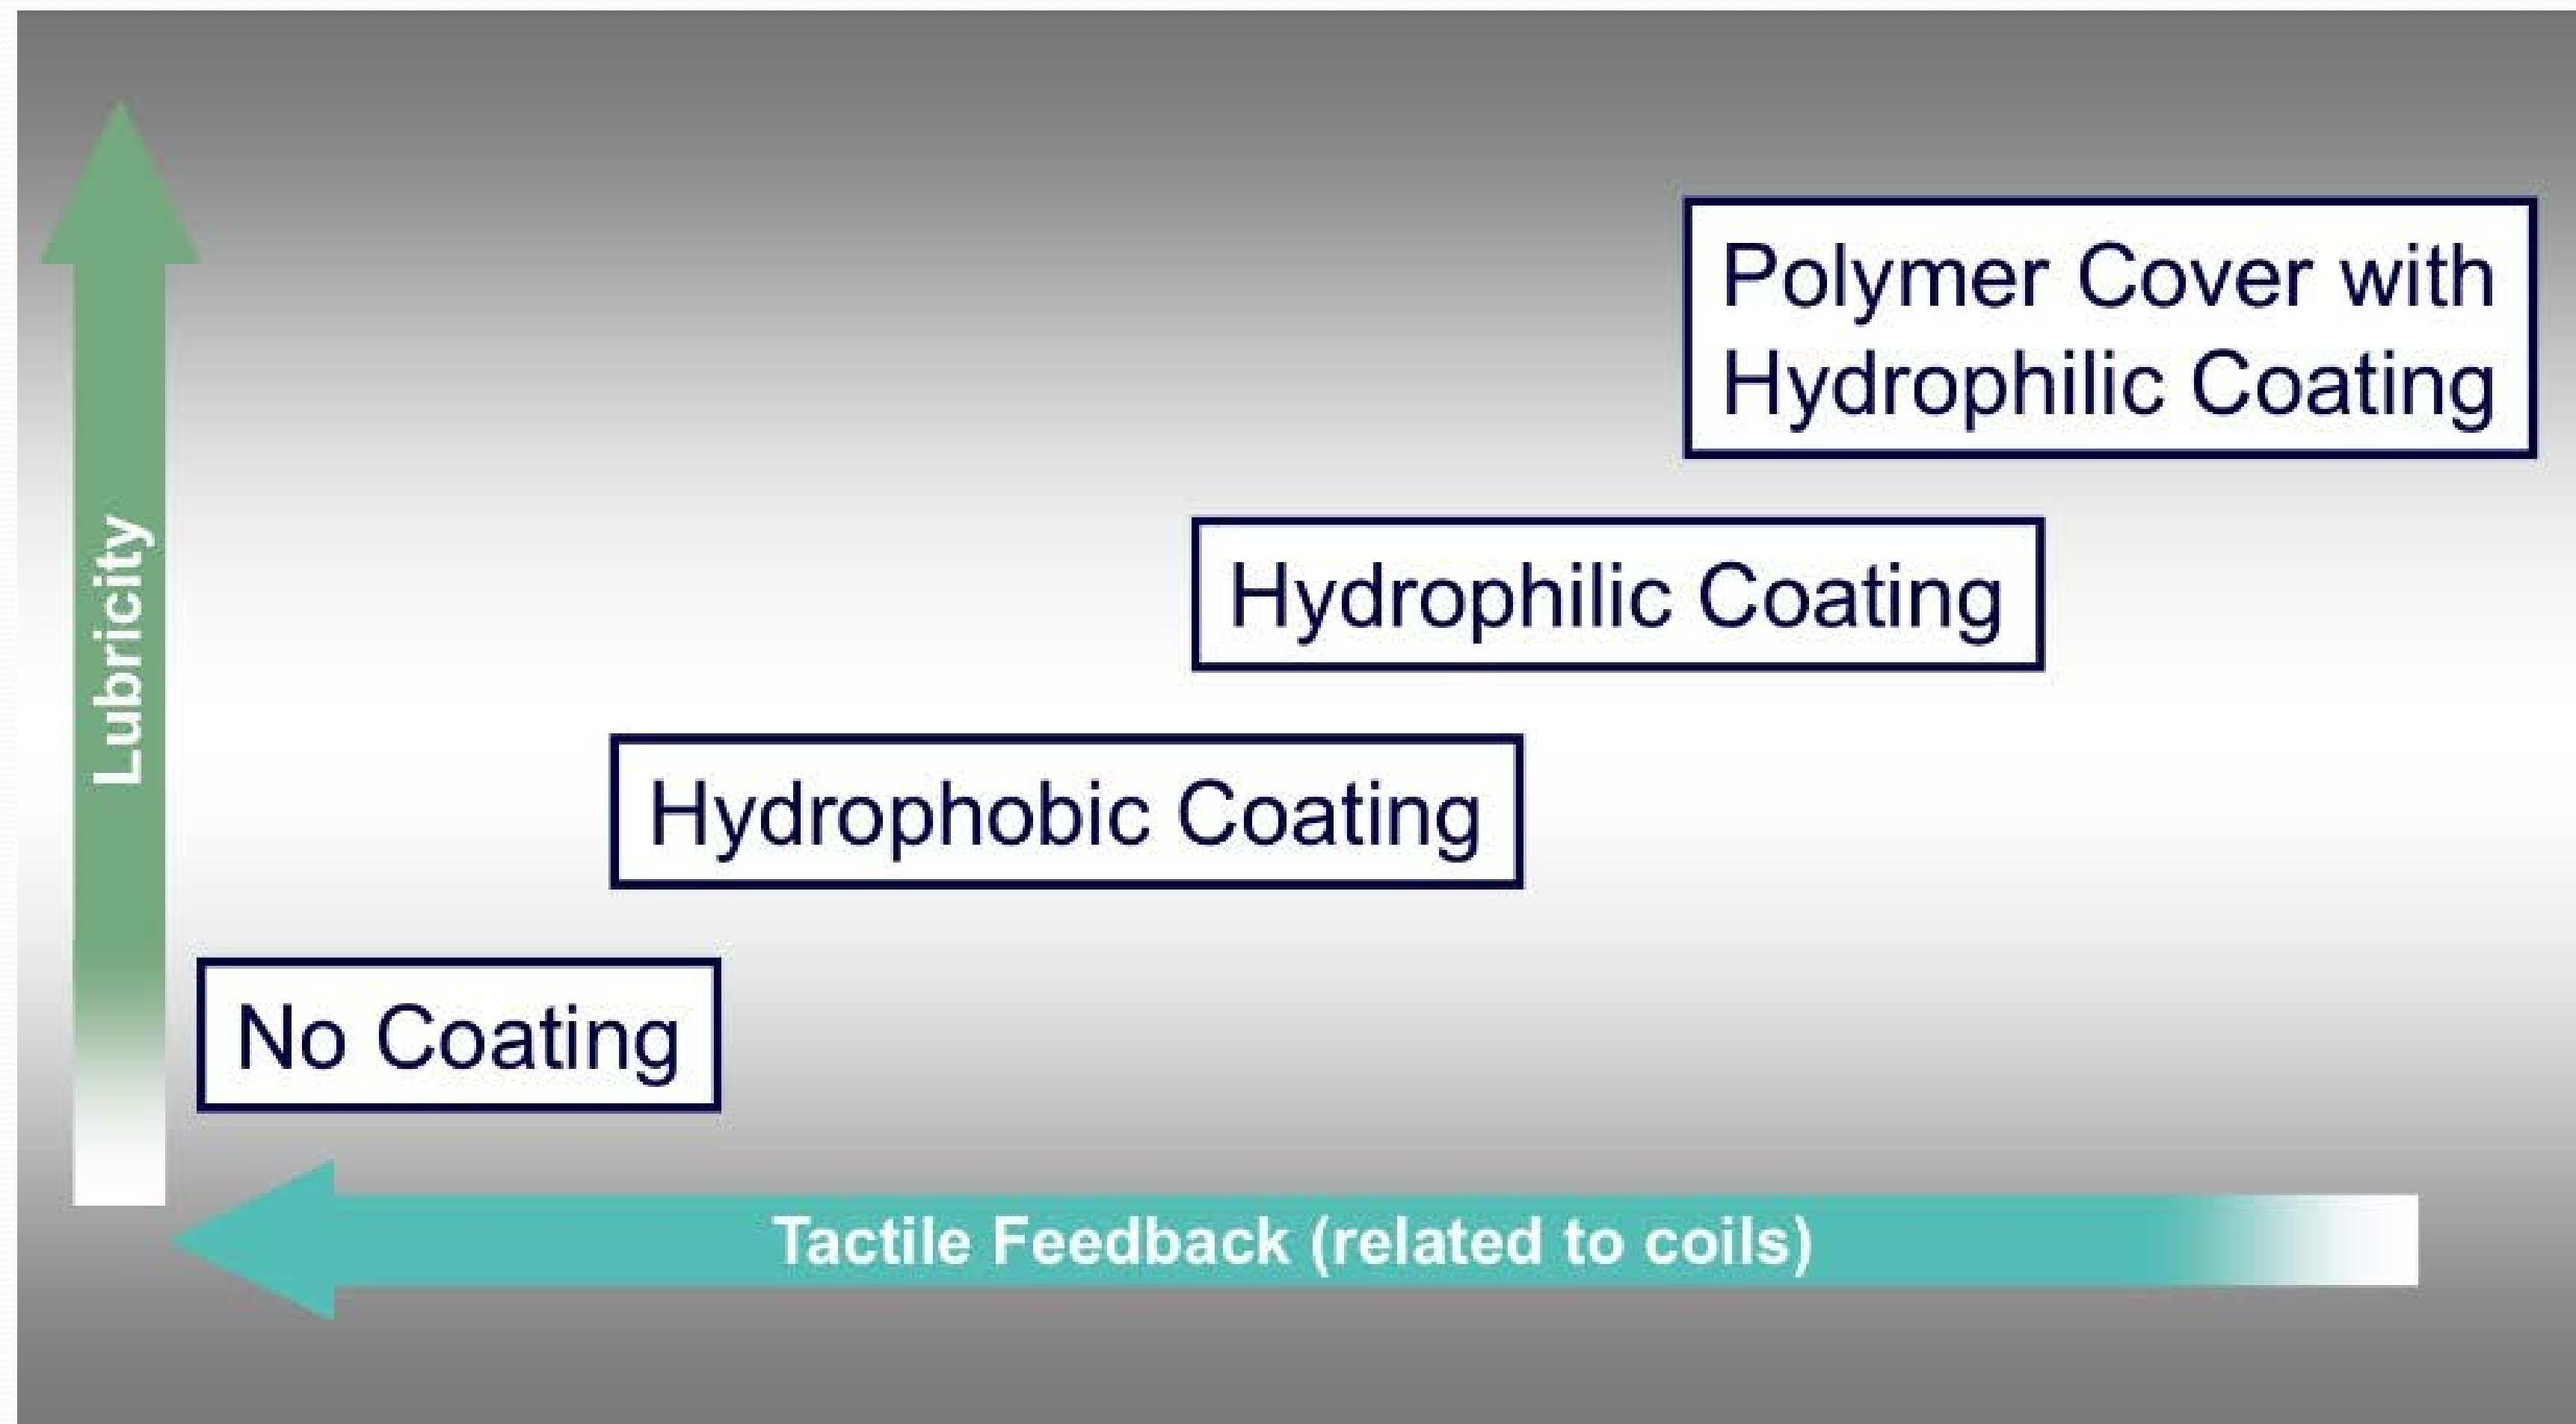 Polymer Cover with
Hydrophilic Coating
Lubricity
Hydrophilic Coating
Hydrophobic Coating
No Coating
Tactile Feedback (related to coils)